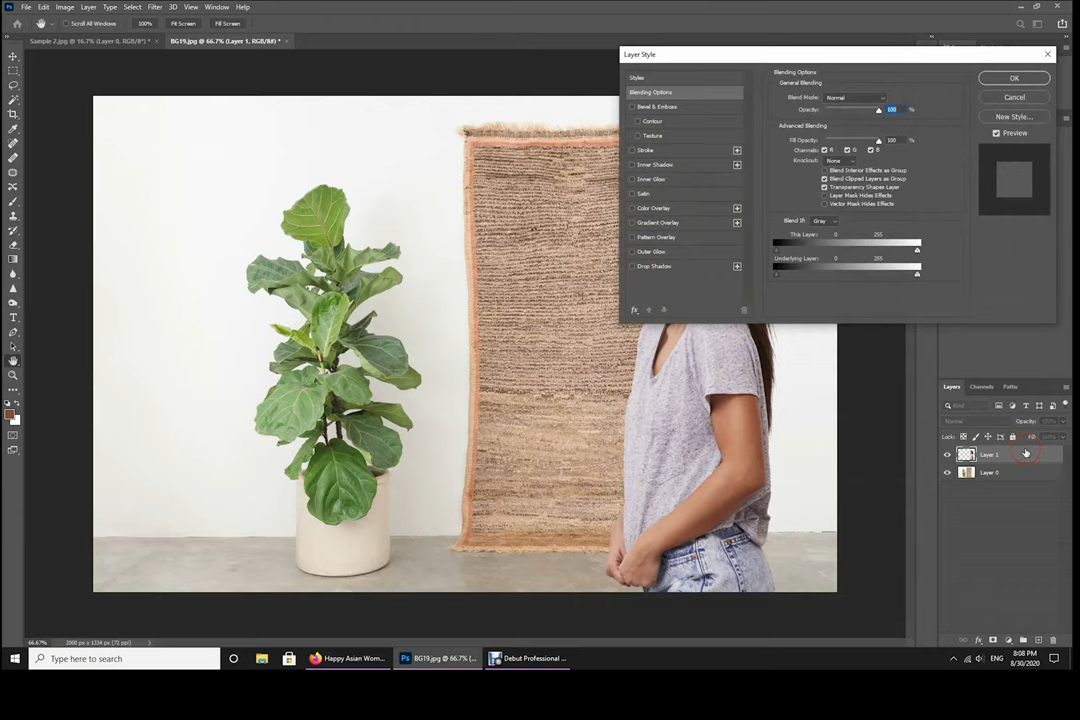 Ps File Edit Image Layer Type Select Filter 3D View Window Help
Scroll All Windows 100% Fit Screen Fill Screen
Sample 2.jpg @ 16.7% (Layer 0, RGB/8*) * × BG19.jpg @ 66.7% (Layer 1, RGB/8#) * ×
Layer Style
Styles
Blending Options
Bevel & Emboss
Contour
Texture
Stroke
Inner Shadow
Inner Glow
Satin
Color Overlay
Gradient Overlay
Pattern Overlay
Outer Glow
Drop Shadow
fx
Blending Options
General Blending
Blend Mode: Normal
Opacity: 100 %
Advanced Blending
Fill Opacity: 100 %
Channels: R G B
Knockout: None
Blend Interior Effects as Group
Blend Clipped Layers as Group
Transparency Shapes Layer
Layer Mask Hides Effects
Vector Mask Hides Effects
Blend If: Gray
This Layer: 0 255
Underlying Layer: 0 255
OK
Cancel
New Style...
Preview
Layers Channels Paths
Kind
Normal Opacity: 100%
Lock: Fill: 100%
Layer 1
Layer 0
66.67% 2000 px x 1334 px (72 ppi)
Type here to search
Happy Asian Wom...
BG19.jpg @ 66.7% (...
Debut Professional ...
ENG
8:08 PM
8/30/2020